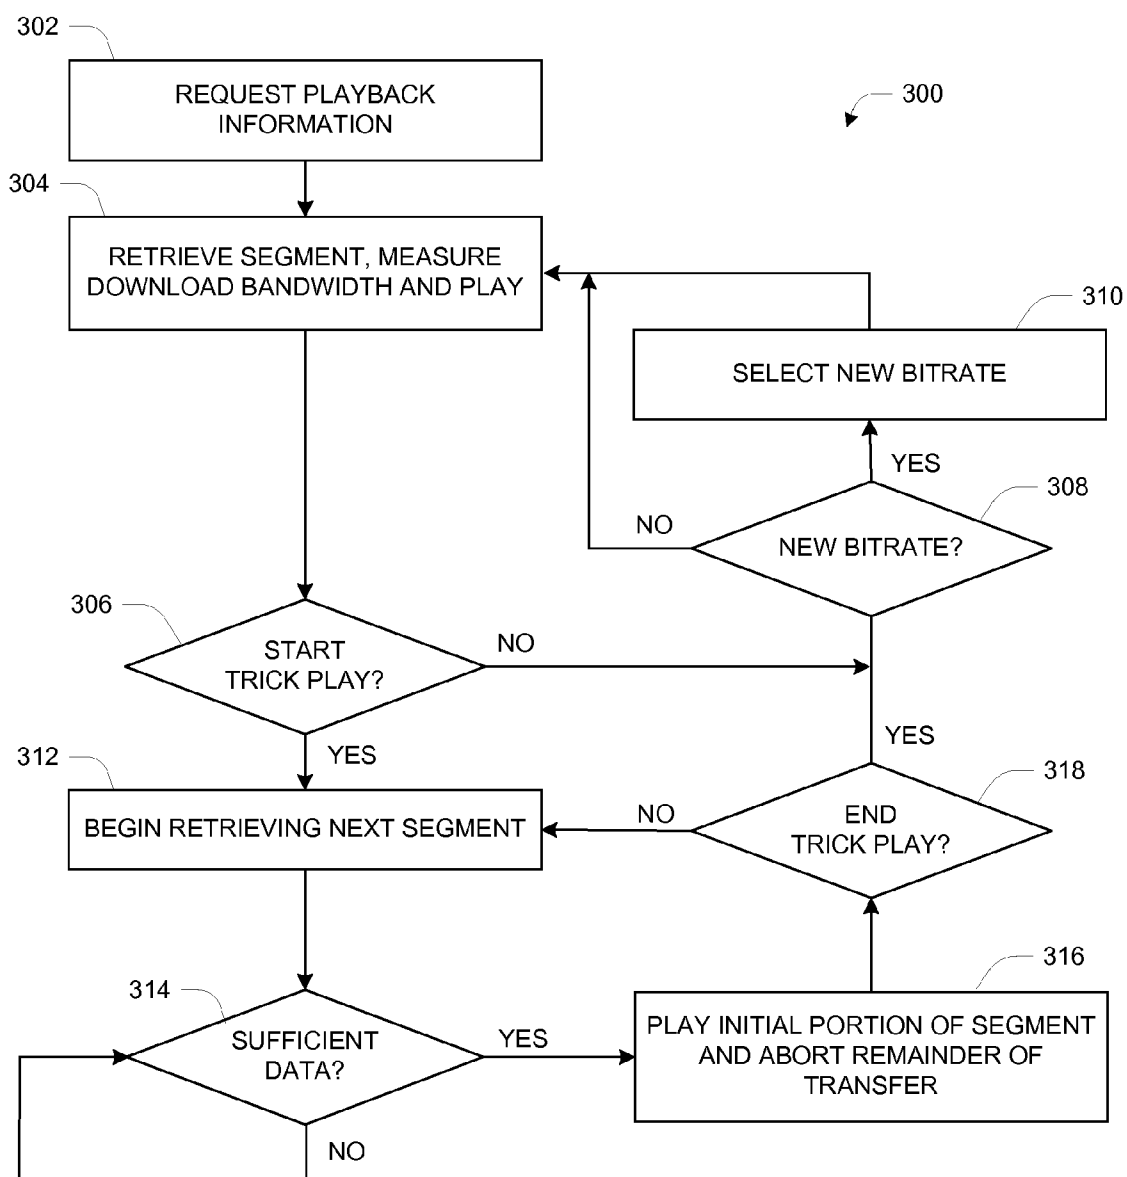 302
REQUEST PLAYBACK
INFORMATION
300
304
RETRIEVE SEGMENT, MEASURE
DOWNLOAD BANDWIDTH AND PLAY
310
SELECT NEW BITRATE
YES
308
NO
NEW BITRATE?
306
START
TRICK PLAY?
NO
YES
312
YES
318
BEGIN RETRIEVING NEXT SEGMENT
NO
END
TRICK PLAY?
316
314
SUFFICIENT
DATA?
YES
PLAY INITIAL PORTION OF SEGMENT
AND ABORT REMAINDER OF
TRANSFER
NO